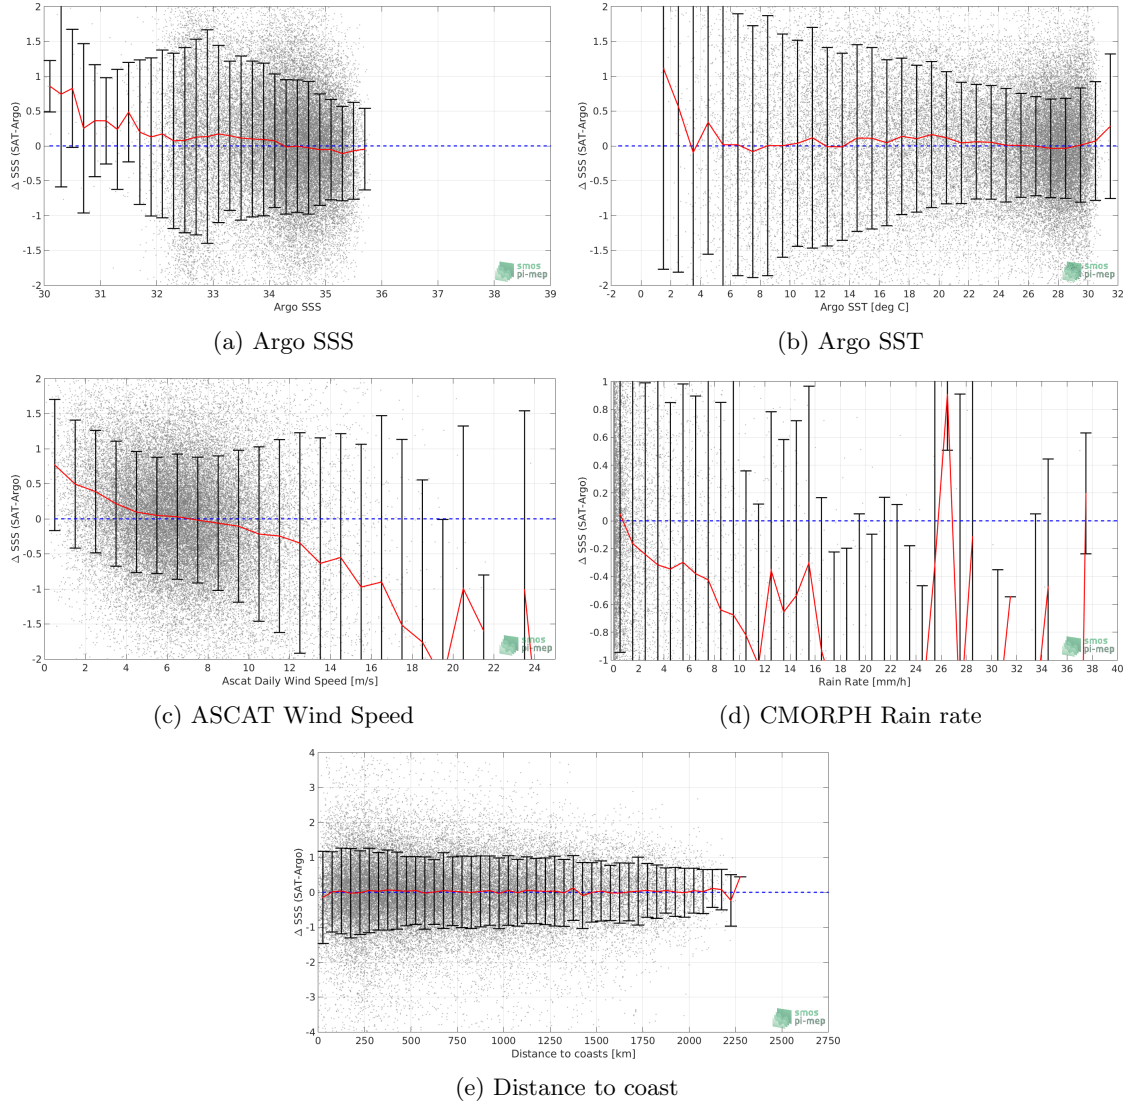 2
1.5
1
0.5
0
-0.5
-1
-1.5
-2
Δ SSS (SAT-Argo)
30 31 32 33 34 35 36 37 38 39
Argo SSS
smos
pi-mep
(a) Argo SSS
2
1.5
1
0.5
0
-0.5
-1
-1.5
-2
Δ SSS (SAT-Argo)
-2 0 2 4 6 8 10 12 14 16 18 20 22 24 26 28 30 32
Argo SST [deg C]
smos
pi-mep
(b) Argo SST
2
1.5
1
0.5
0
-0.5
-1
-1.5
-2
Δ SSS (SAT-Argo)
0 2 4 6 8 10 12 14 16 18 20 22 24
Ascat Daily Wind Speed [m/s]
smos
pi-mep
(c) ASCAT Wind Speed
1
0.8
0.6
0.4
0.2
0
-0.2
-0.4
-0.6
-0.8
-1
Δ SSS (SAT-Argo)
0 2 4 6 8 10 12 14 16 18 20 22 24 26 28 30 32 34 36 38 40
Rain Rate [mm/h]
smos
pi-mep
(d) CMORPH Rain rate
4
3
2
1
0
-1
-2
-3
-4
Δ SSS (SAT-Argo)
0 250 500 750 1000 1250 1500 1750 2000 2250 2500 2750
Distance to coasts [km]
smos
pi-mep
(e) Distance to coast